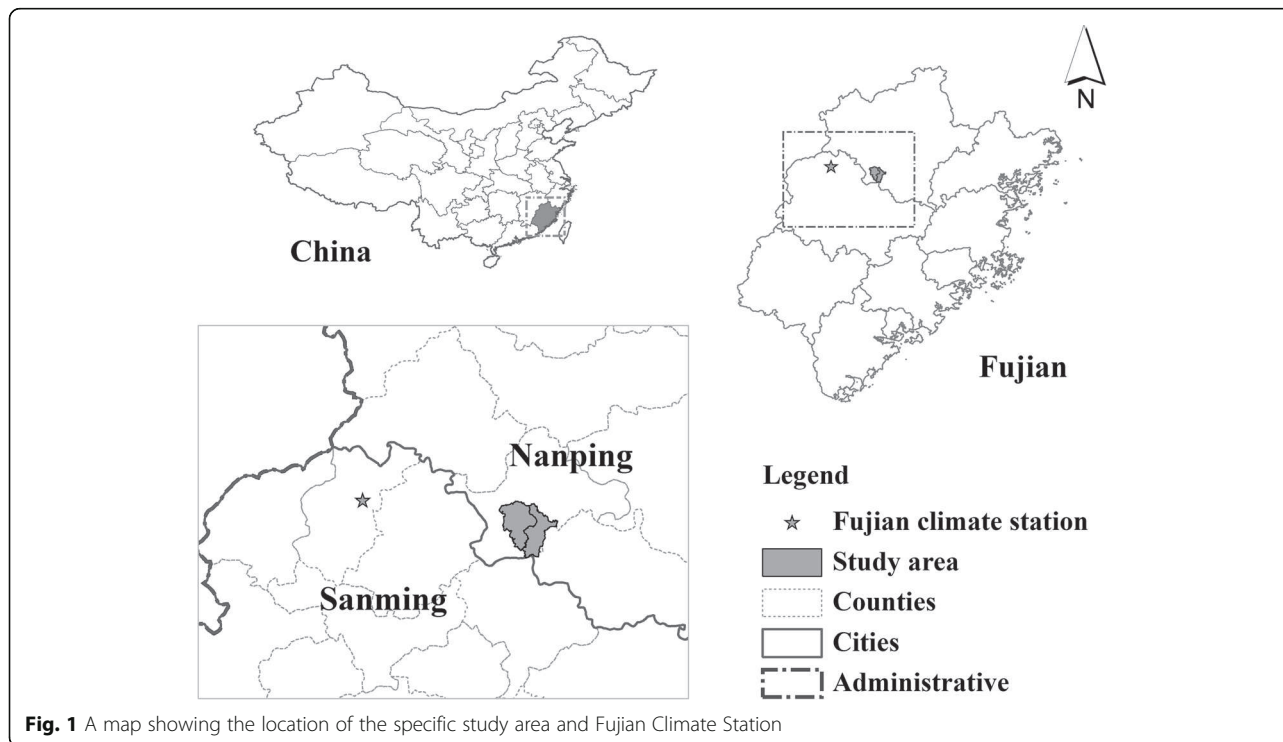 N
China
Fujian
Nanping
Sanming
Legend
Fujian climate station
Study area
Counties
Cities
Administrative
Fig. 1 A map showing the location of the specific study area and Fujian Climate Station